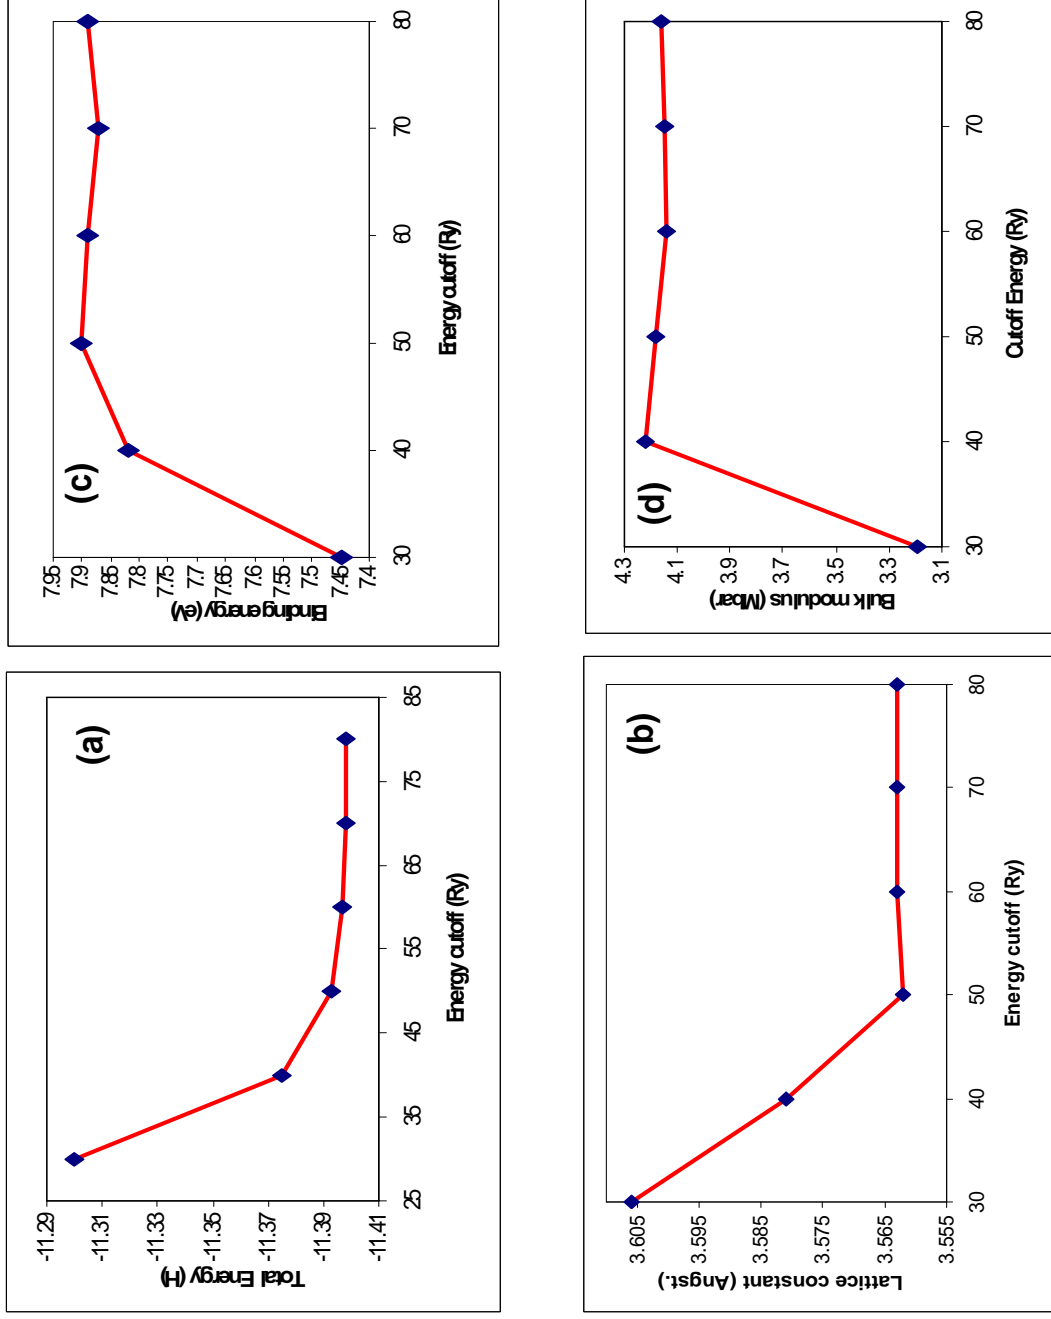 (a)
-11.29
-11.31
-11.33
-11.35
-11.37
-11.39
-11.41
Total Energy (H)
25 35 45 55 65 75 85
Energy cutoff (Ry)
(c)
7.95
7.9
7.85
7.8
7.75
7.7
7.65
7.6
7.55
7.5
7.45
7.4
Binding energy (eV)
30 40 50 60 70 80
Energy cutoff (Ry)
(b)
3.605
3.595
3.585
3.575
3.565
3.555
Lattice constant (Angst.)
30 40 50 60 70 80
Energy cutoff (Ry)
(d)
4.3
4.1
3.9
3.7
3.5
3.3
3.1
Bulk modulus (Mbar)
30 40 50 60 70 80
Cutoff Energy (Ry)